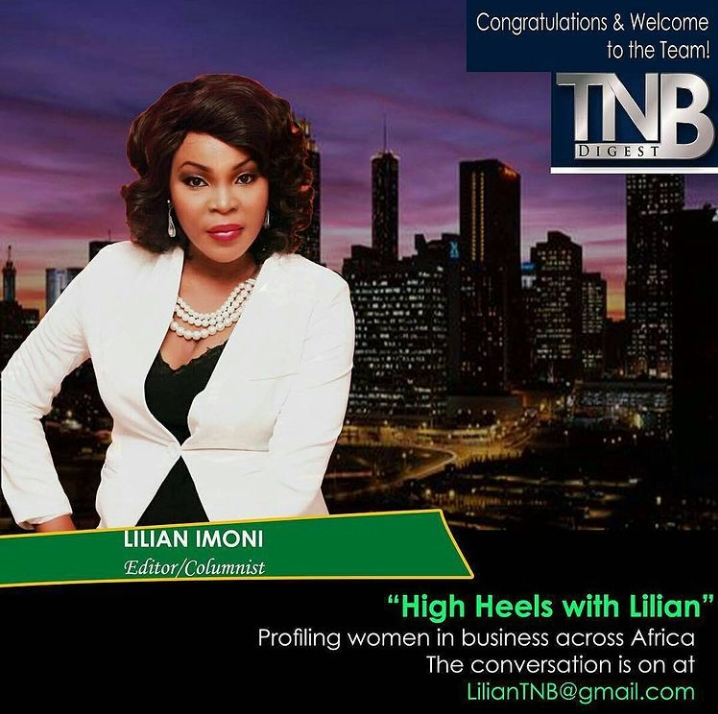 Congratulations & Welcome
to the Team!
TNB
DIGEST
LILIAN IMONI
Editor/Columnist
“High Heels with Lilian”
Profiling women in business across Africa
The conversation is on at
LilianTNB@gmail.com